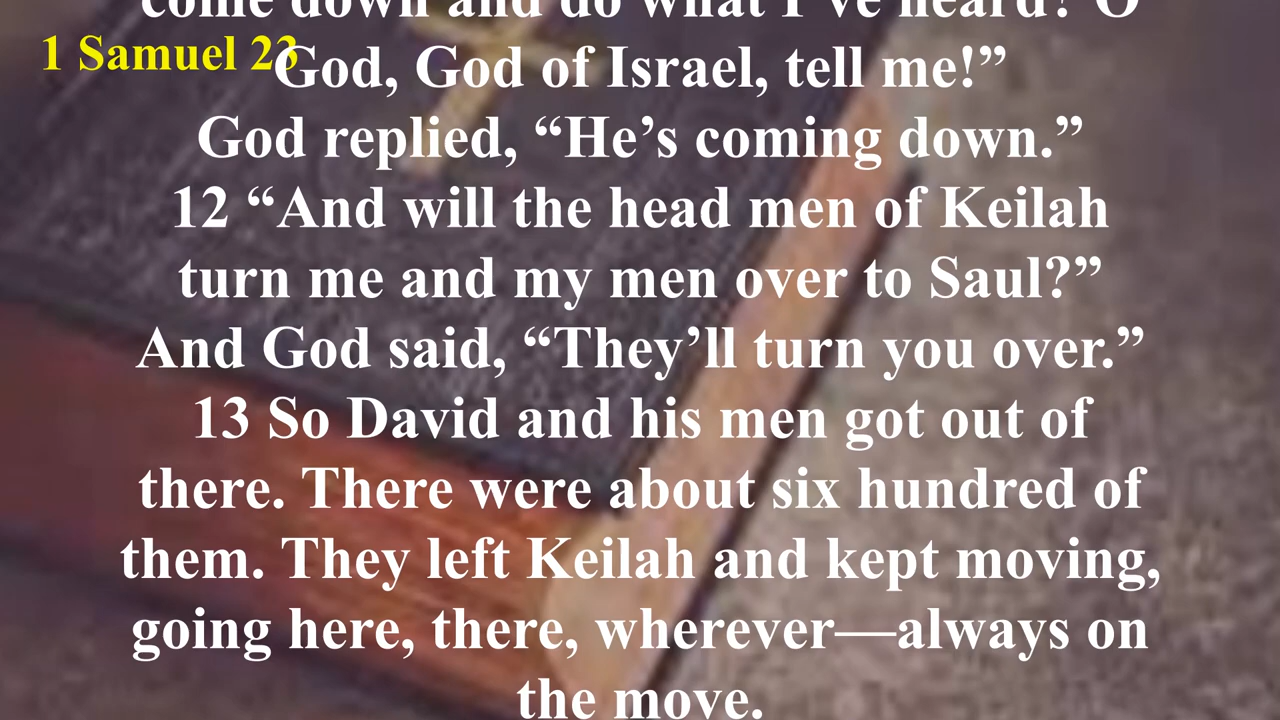 come down and do what I’ve heard? O
1 Samuel 23
God, God of Israel, tell me!”
God replied, “He’s coming down.”
12 “And will the head men of Keilah
turn me and my men over to Saul?”
And God said, “They’ll turn you over.”
13 So David and his men got out of
there. There were about six hundred of
them. They left Keilah and kept moving,
going here, there, wherever—always on
the move.